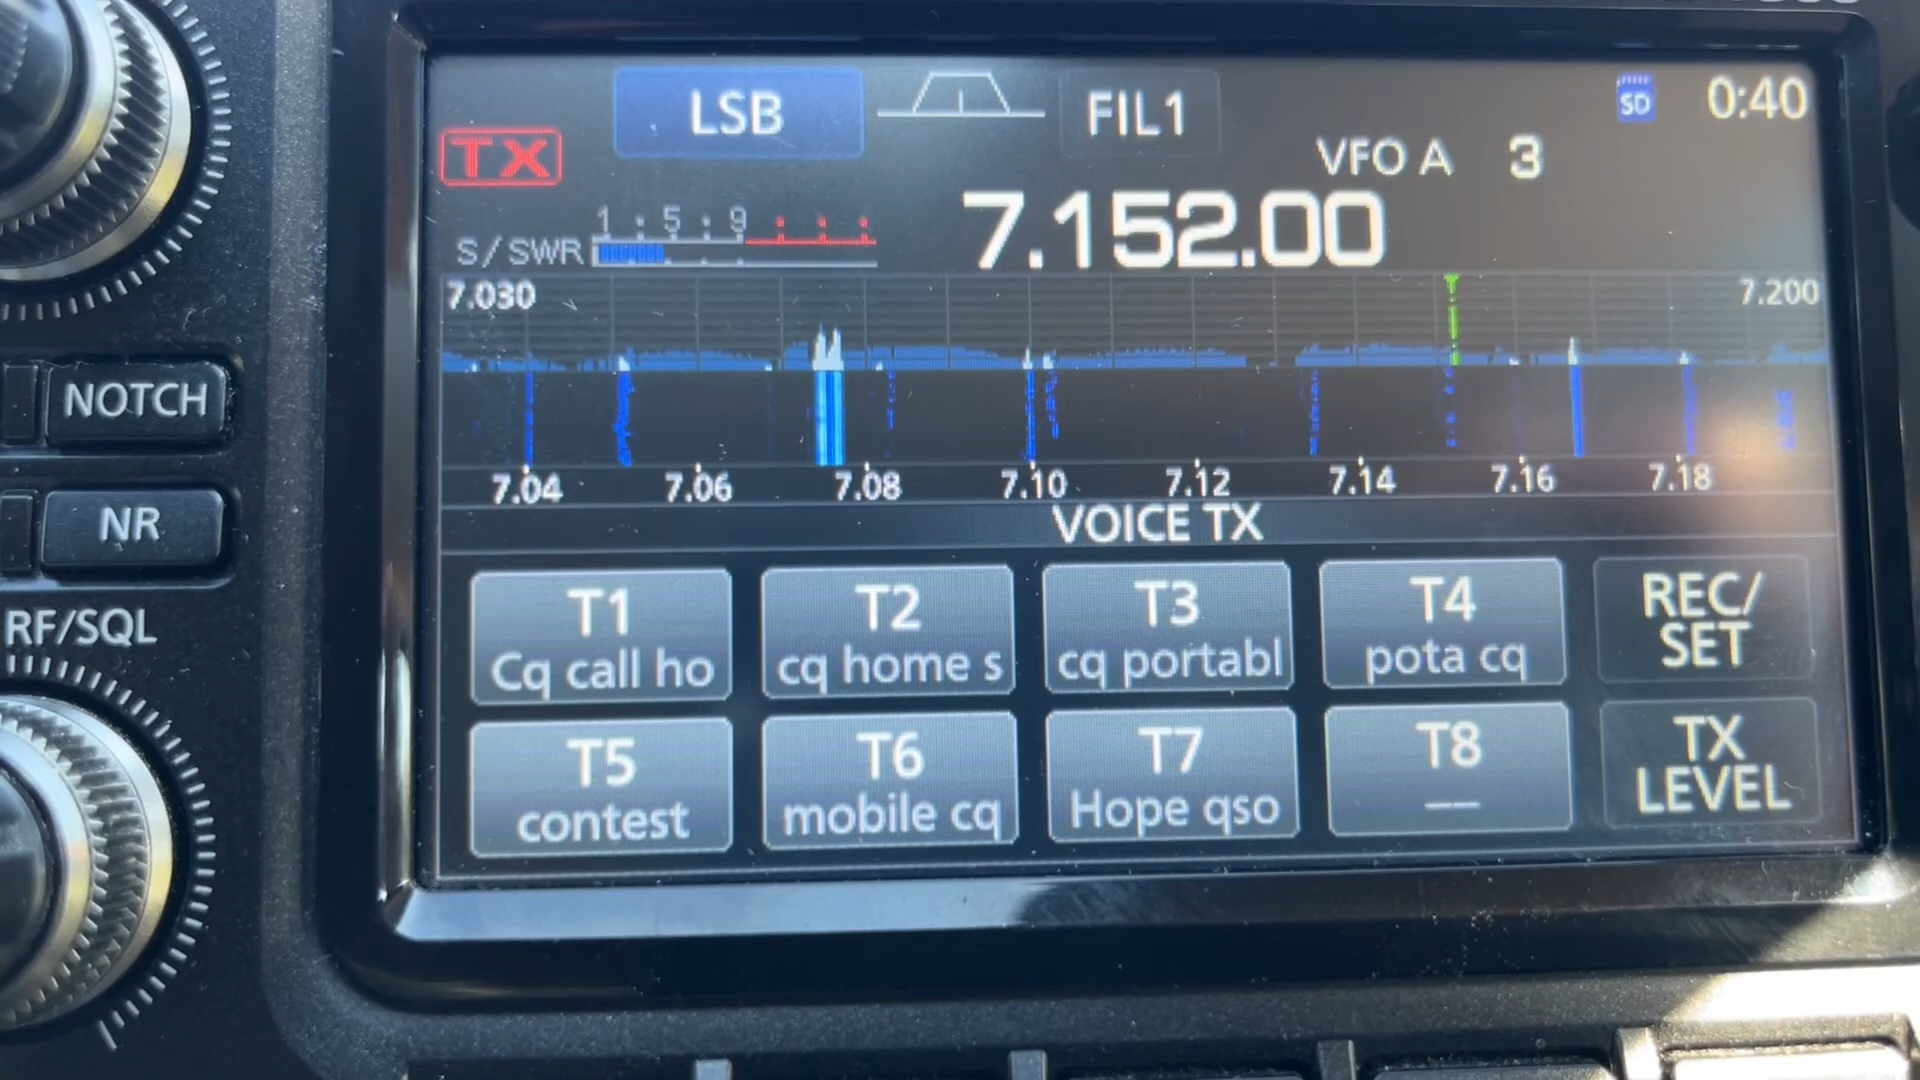 LSB
FIL1
SD
0:40
TX
VFO A 3
1 5 9
7.152.00
S/SWR
7.030
7.200
NOTCH
7.04 7.06 7.08 7.10 7.12 7.14 7.16 7.18
VOICE TX
NR
T1
Cq call ho
T2
cq home s
T3
cq portabl
T4
pota cq
REC/
SET
RF/SQL
T5
contest
T6
mobile cq
T7
Hope qso
T8
TX
LEVEL